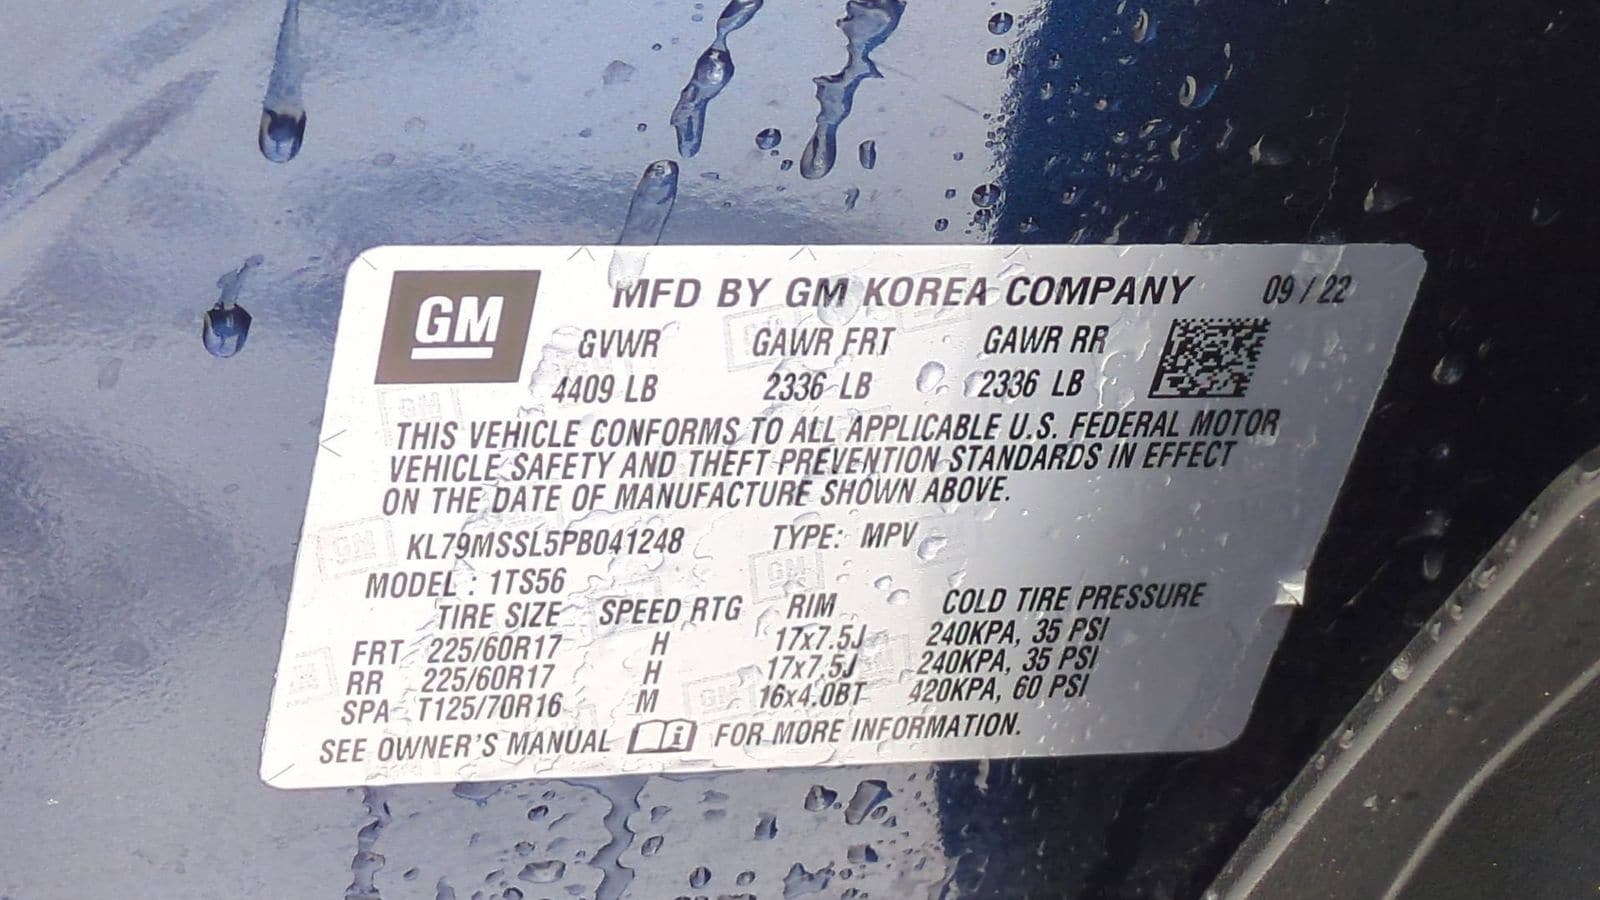 GM
MFD BY GM KOREA COMPANY 09 / 22
GVWR GAWR FRT GAWR RR
4409 LB 2336 LB 2336 LB
THIS VEHICLE CONFORMS TO ALL APPLICABLE U.S. FEDERAL MOTOR
VEHICLE SAFETY AND THEFT PREVENTION STANDARDS IN EFFECT
ON THE DATE OF MANUFACTURE SHOWN ABOVE.
KL79MSSL5PB041248 TYPE: MPV
MODEL : 1TS56
TIRE SIZE SPEED RTG RIM COLD TIRE PRESSURE
FRT 225/60R17 H 17x7.5J 240KPA, 35 PSI
RR 225/60R17 H 17x7.5J 240KPA, 35 PSI
SPA T125/70R16 M 16x4.0BT 420KPA, 60 PSI
SEE OWNER'S MANUAL FOR MORE INFORMATION.